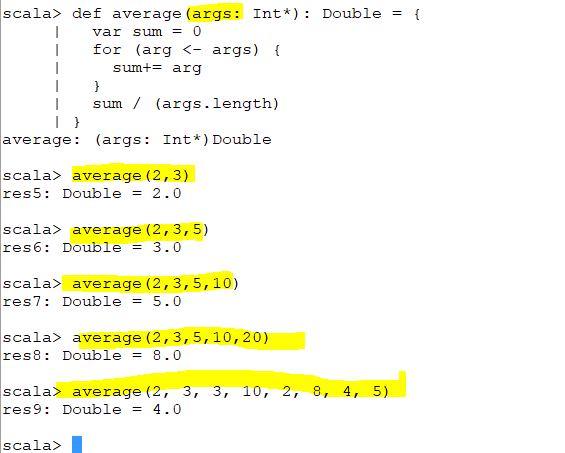 scala> def average(args: Int*): Double = {
     |   var sum = 0
     |   for (arg <- args) {
     |     sum+= arg
     |   }
     |   sum / (args.length)
     | }
average: (args: Int*)Double
scala> average(2,3)
res5: Double = 2.0
scala> average(2,3,5)
res6: Double = 3.0
scala> average(2,3,5,10)
res7: Double = 5.0
scala> average(2,3,5,10,20)
res8: Double = 8.0
scala> average(2, 3, 3, 10, 2, 8, 4, 5)
res9: Double = 4.0
scala>